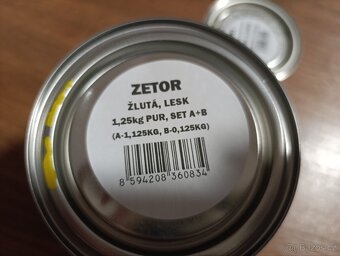 ZETOR
ŽLUTÁ, LESK
1,25kg PUR, SET A+B
(A-1,125KG, B-0,125KG)
8 594208 360834